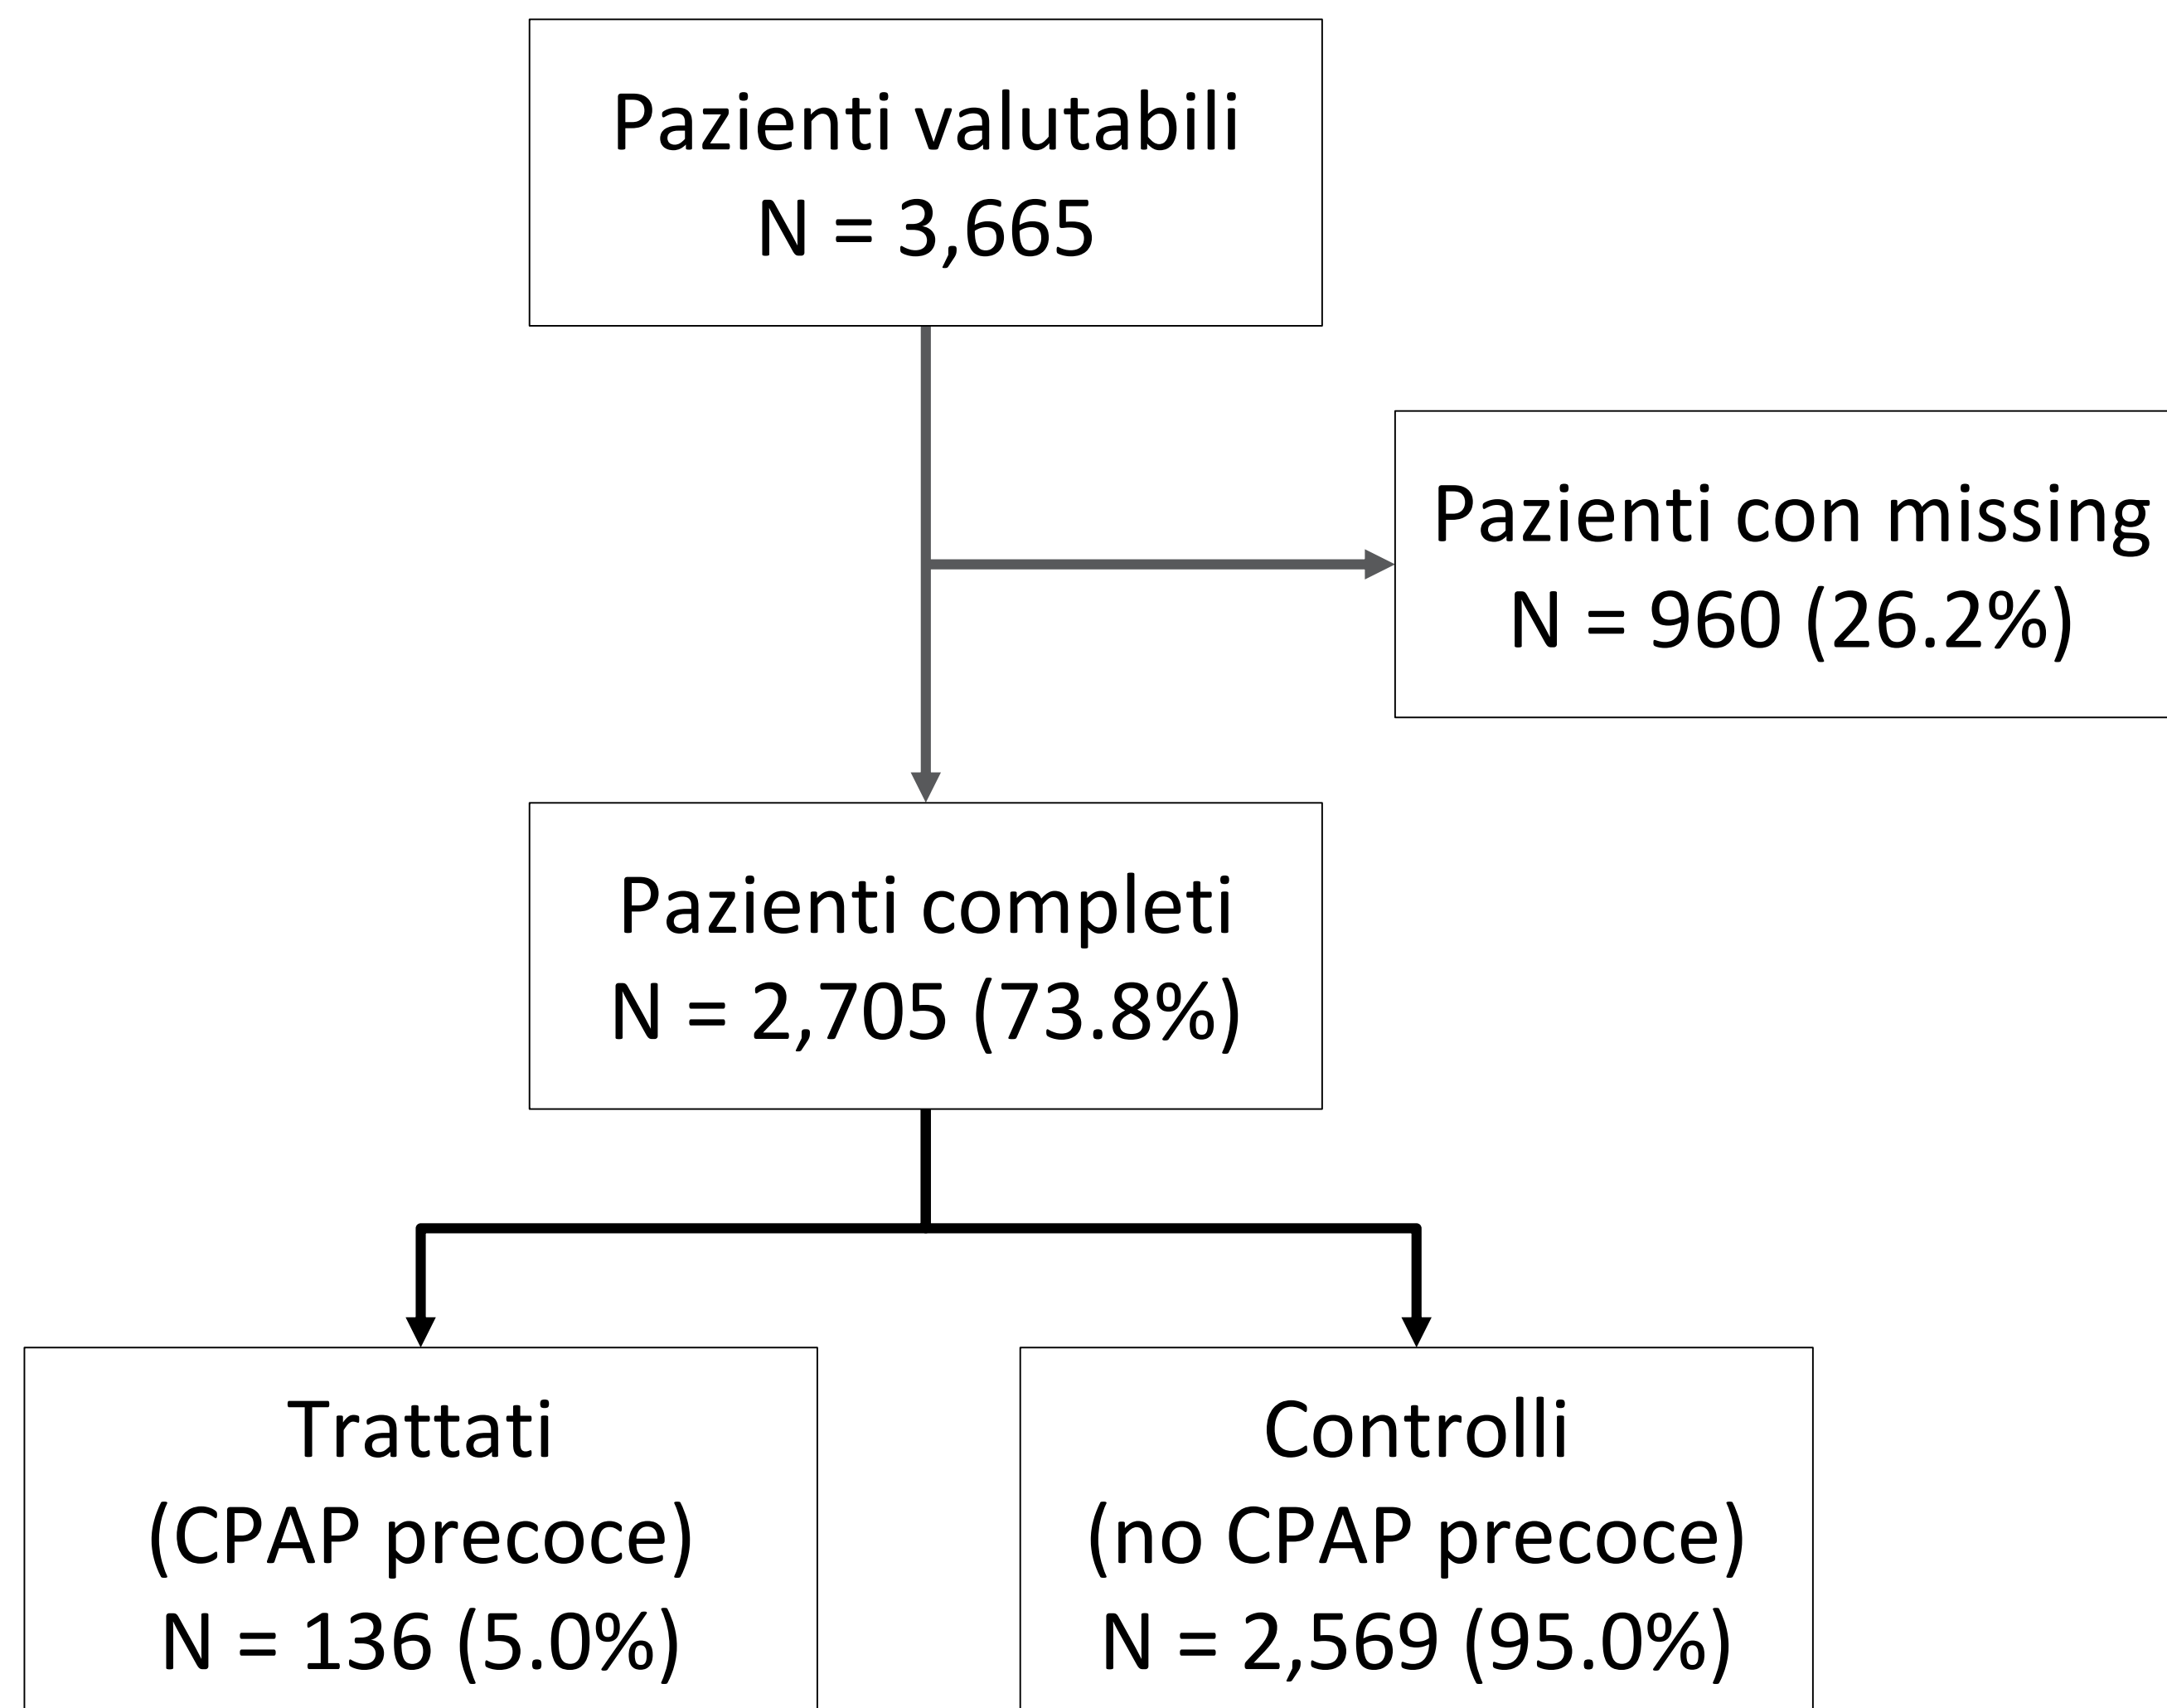 Pazienti valutabili
N = 3,665
Pazienti con missing
N = 960 (26.2%)
Pazienti completi
N = 2,705 (73.8%)
Trattati
(CPAP precoce)
N = 136 (5.0%)
Controlli
(no CPAP precoce)
N = 2,569 (95.0%)